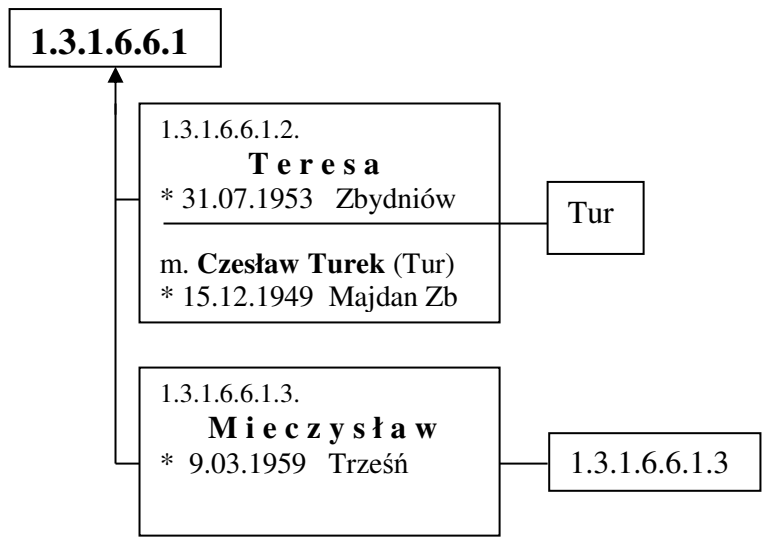 1.3.1.6.6.1
1.3.1.6.6.1.2.
T e r e s a
* 31.07.1953 Zbydniów
Tur
m. Czesław Turek (Tur)
* 15.12.1949 Majdan Zb
1.3.1.6.6.1.3.
M i e c z y s ł a w
* 9.03.1959 Trześń
1.3.1.6.6.1.3